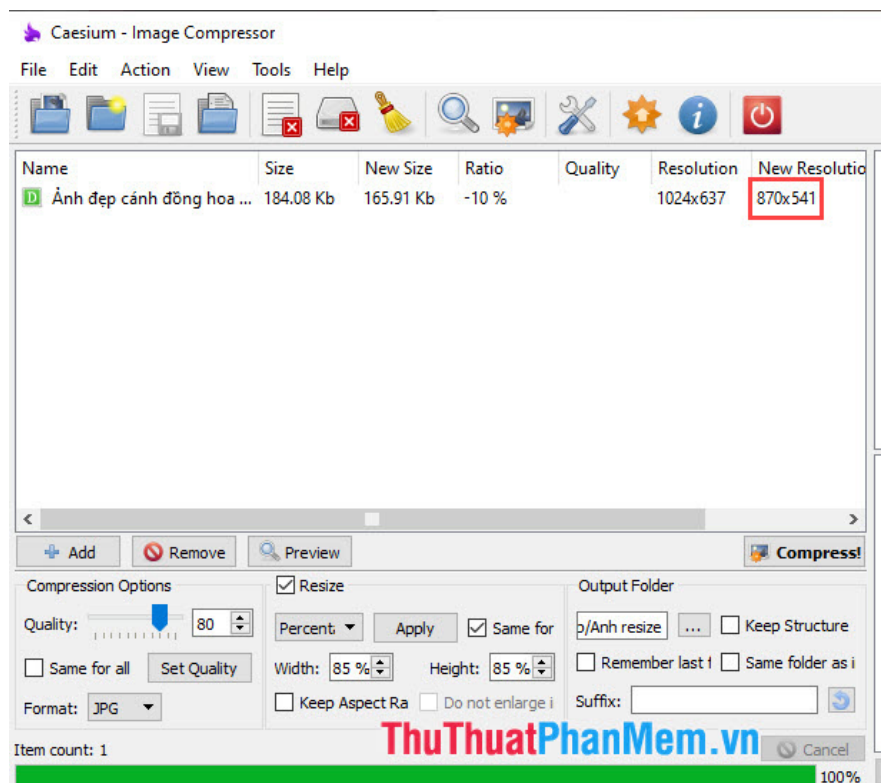 Caesium - Image Compressor
File Edit Action View Tools Help
Name Size New Size Ratio Quality Resolution New Resolutio
D Ảnh đẹp cánh đồng hoa ... 184.08 Kb 165.91 Kb -10 % 1024x637 870x541
Add Remove Preview Compress!
Compression Options Resize Output Folder
Quality: 80 Percent Apply Same for o/Anh resize ... Keep Structure
Same for all Set Quality Width: 85 % Height: 85 % Remember last f Same folder as i
Format: JPG Keep Aspect Ra Do not enlarge i Suffix:
ThuThuatPhanMem.vn
Item count: 1 Cancel
100%